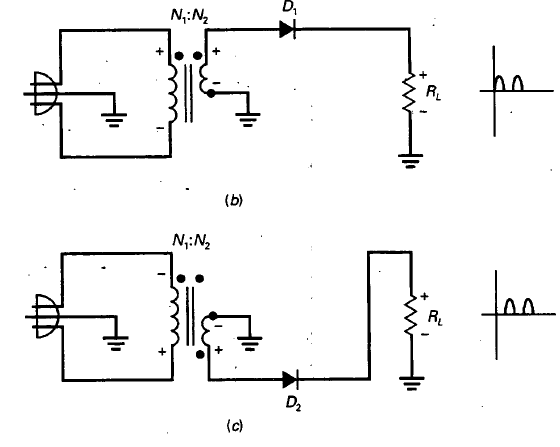 D1
N1:N2
+ +
- -
+
RL
-
(b)
N1:N2
-
+
-
+
+
RL
-
D2
(c)